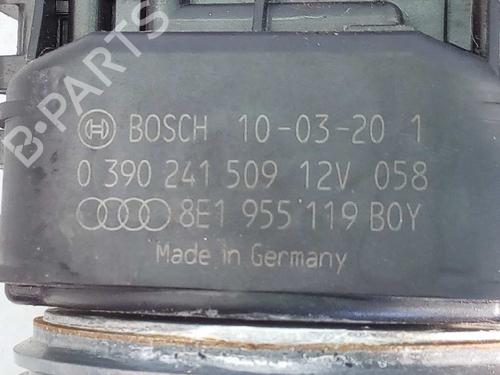 B-PARTS
BOSCH 10-03-20 1
0 390 241 509 12V 058
8E1 955 119 B0Y
Made in Germany